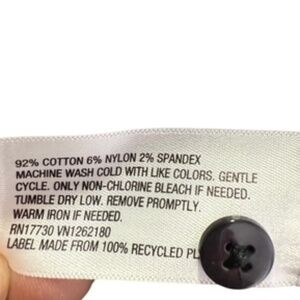 92% COTTON 6% NYLON 2% SPANDEX
MACHINE WASH COLD WITH LIKE COLORS. GENTLE
CYCLE. ONLY NON-CHLORINE BLEACH IF NEEDED.
TUMBLE DRY LOW. REMOVE PROMPTLY.
WARM IRON IF NEEDED.
RN17730 VN1262180
LABEL MADE FROM 100% RECYCLED